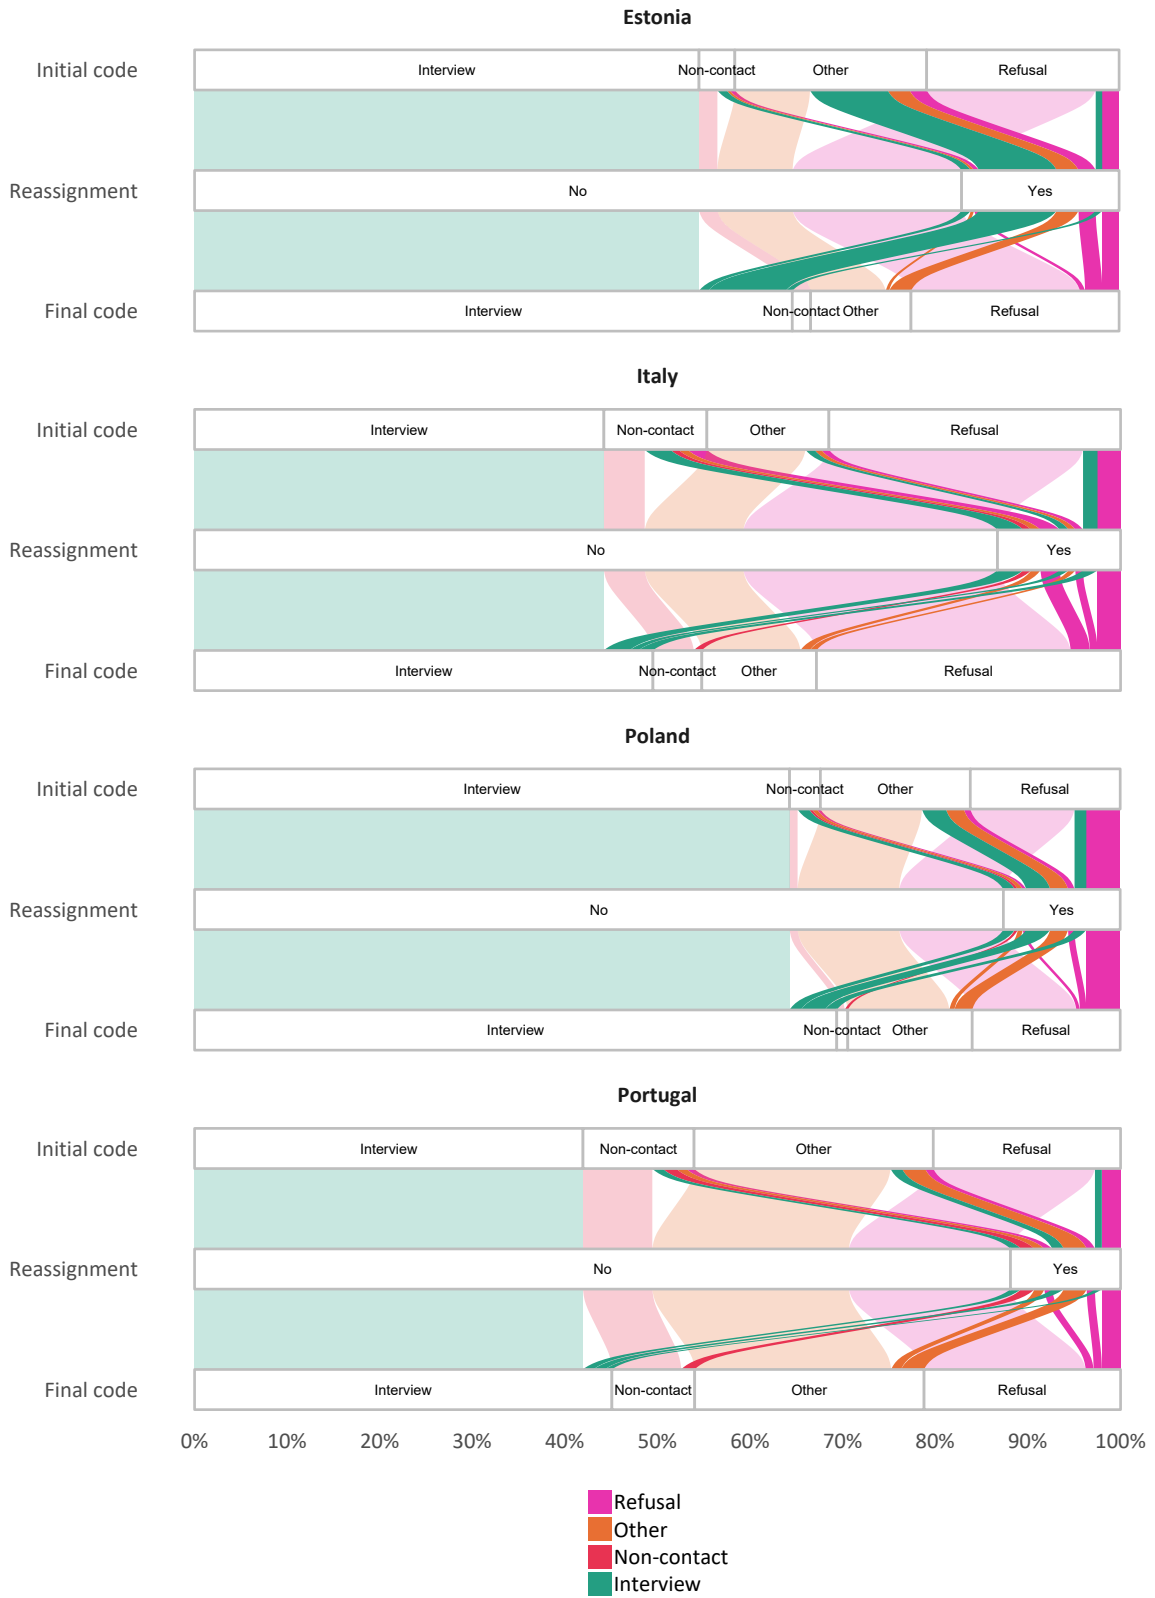 Estonia
Initial code
Interview
Non-contact
Other
Refusal
Reassignment
No
Yes
Final code
Interview
Non-contact
Other
Refusal
Italy
Initial code
Interview
Non-contact
Other
Refusal
Reassignment
No
Yes
Final code
Interview
Non-contact
Other
Refusal
Poland
Initial code
Interview
Non-contact
Other
Refusal
Reassignment
No
Yes
Final code
Interview
Non-contact
Other
Refusal
Portugal
Initial code
Interview
Non-contact
Other
Refusal
Reassignment
No
Yes
Final code
Interview
Non-contact
Other
Refusal
0% 10% 20% 30% 40% 50% 60% 70% 80% 90% 100%
Refusal
Other
Non-contact
Interview